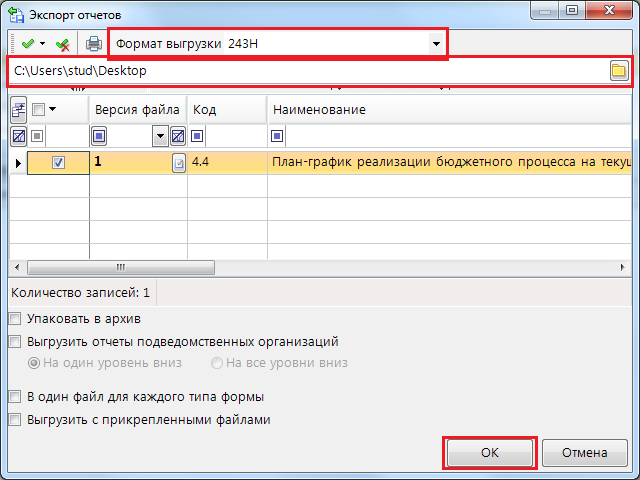 Экспорт отчетов
Формат выгрузки 243Н
C:\Users\stud\Desktop
Версия файла Код Наименование
1 4.4 План-график реализации бюджетного процесса на текущ
Количество записей: 1
Упаковать в архив
Выгрузить отчеты подведомственных организаций
На один уровень вниз На все уровни вниз
В один файл для каждого типа формы
Выгрузить с прикрепленными файлами
OK Отмена